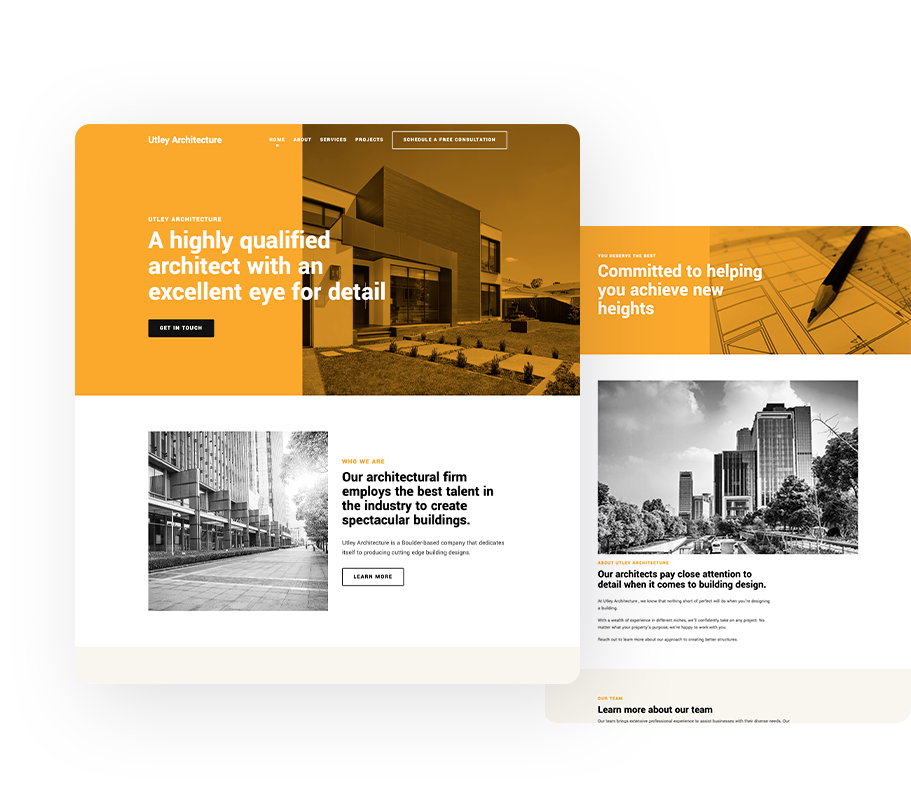 Utley Architecture
HOME ABOUT SERVICES PROJECTS SCHEDULE A FREE CONSULTATION
UTLEY ARCHITECTURE
A highly qualified
architect with an
excellent eye for detail
GET IN TOUCH
WHO WE ARE
Our architectural firm
employs the best talent in
the industry to create
spectacular buildings.
Utley Architecture is a Boulder-based company that dedicates
itself to producing cutting edge building designs.
LEARN MORE
YOU DESERVE THE BEST
Committed to helping
you achieve new
heights
ABOUT UTLEY ARCHITECTURE
Our architects pay close attention to
detail when it comes to building design.
At Utley Architecture , we know that nothing short of perfect will do when you're designing
a building.
With a wealth of experience in different niches, we'll confidently take on any project. No
matter what your property's purpose, we're happy to work with you.
Reach out to learn more about our approach to creating better structures.
OUR TEAM
Learn more about our team
Our team brings extensive professional experience to assist businesses with their diverse needs. Our